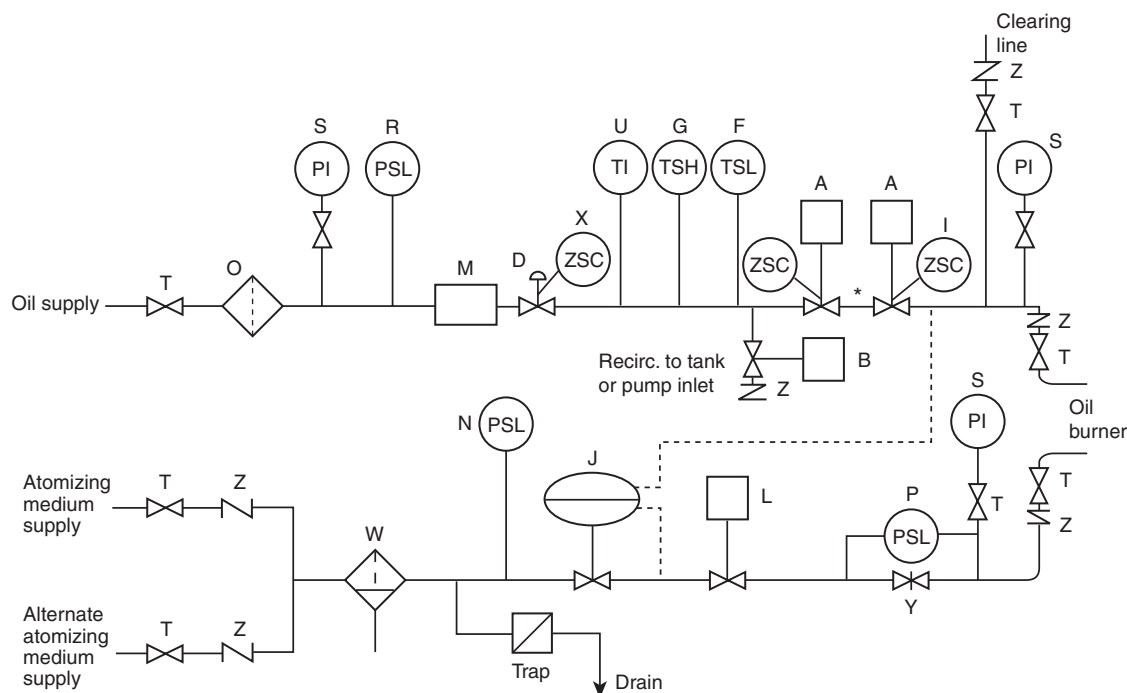 Clearing
line
Z
T
S
PI
S
PI
R
PSL
U
TI
G
TSH
F
TSL
A
A
X
ZSC
D
ZSC
I
ZSC
*
M
O
T
Oil supply
Z
T
Recirc. to tank
or pump inlet
B
Z
Oil
burner
S
PI
T
N
PSL
J
L
P
PSL
T
Z
Y
Atomizing
medium
supply
T
Z
W
Alternate
atomizing
medium
supply
T
Z
Trap
Drain